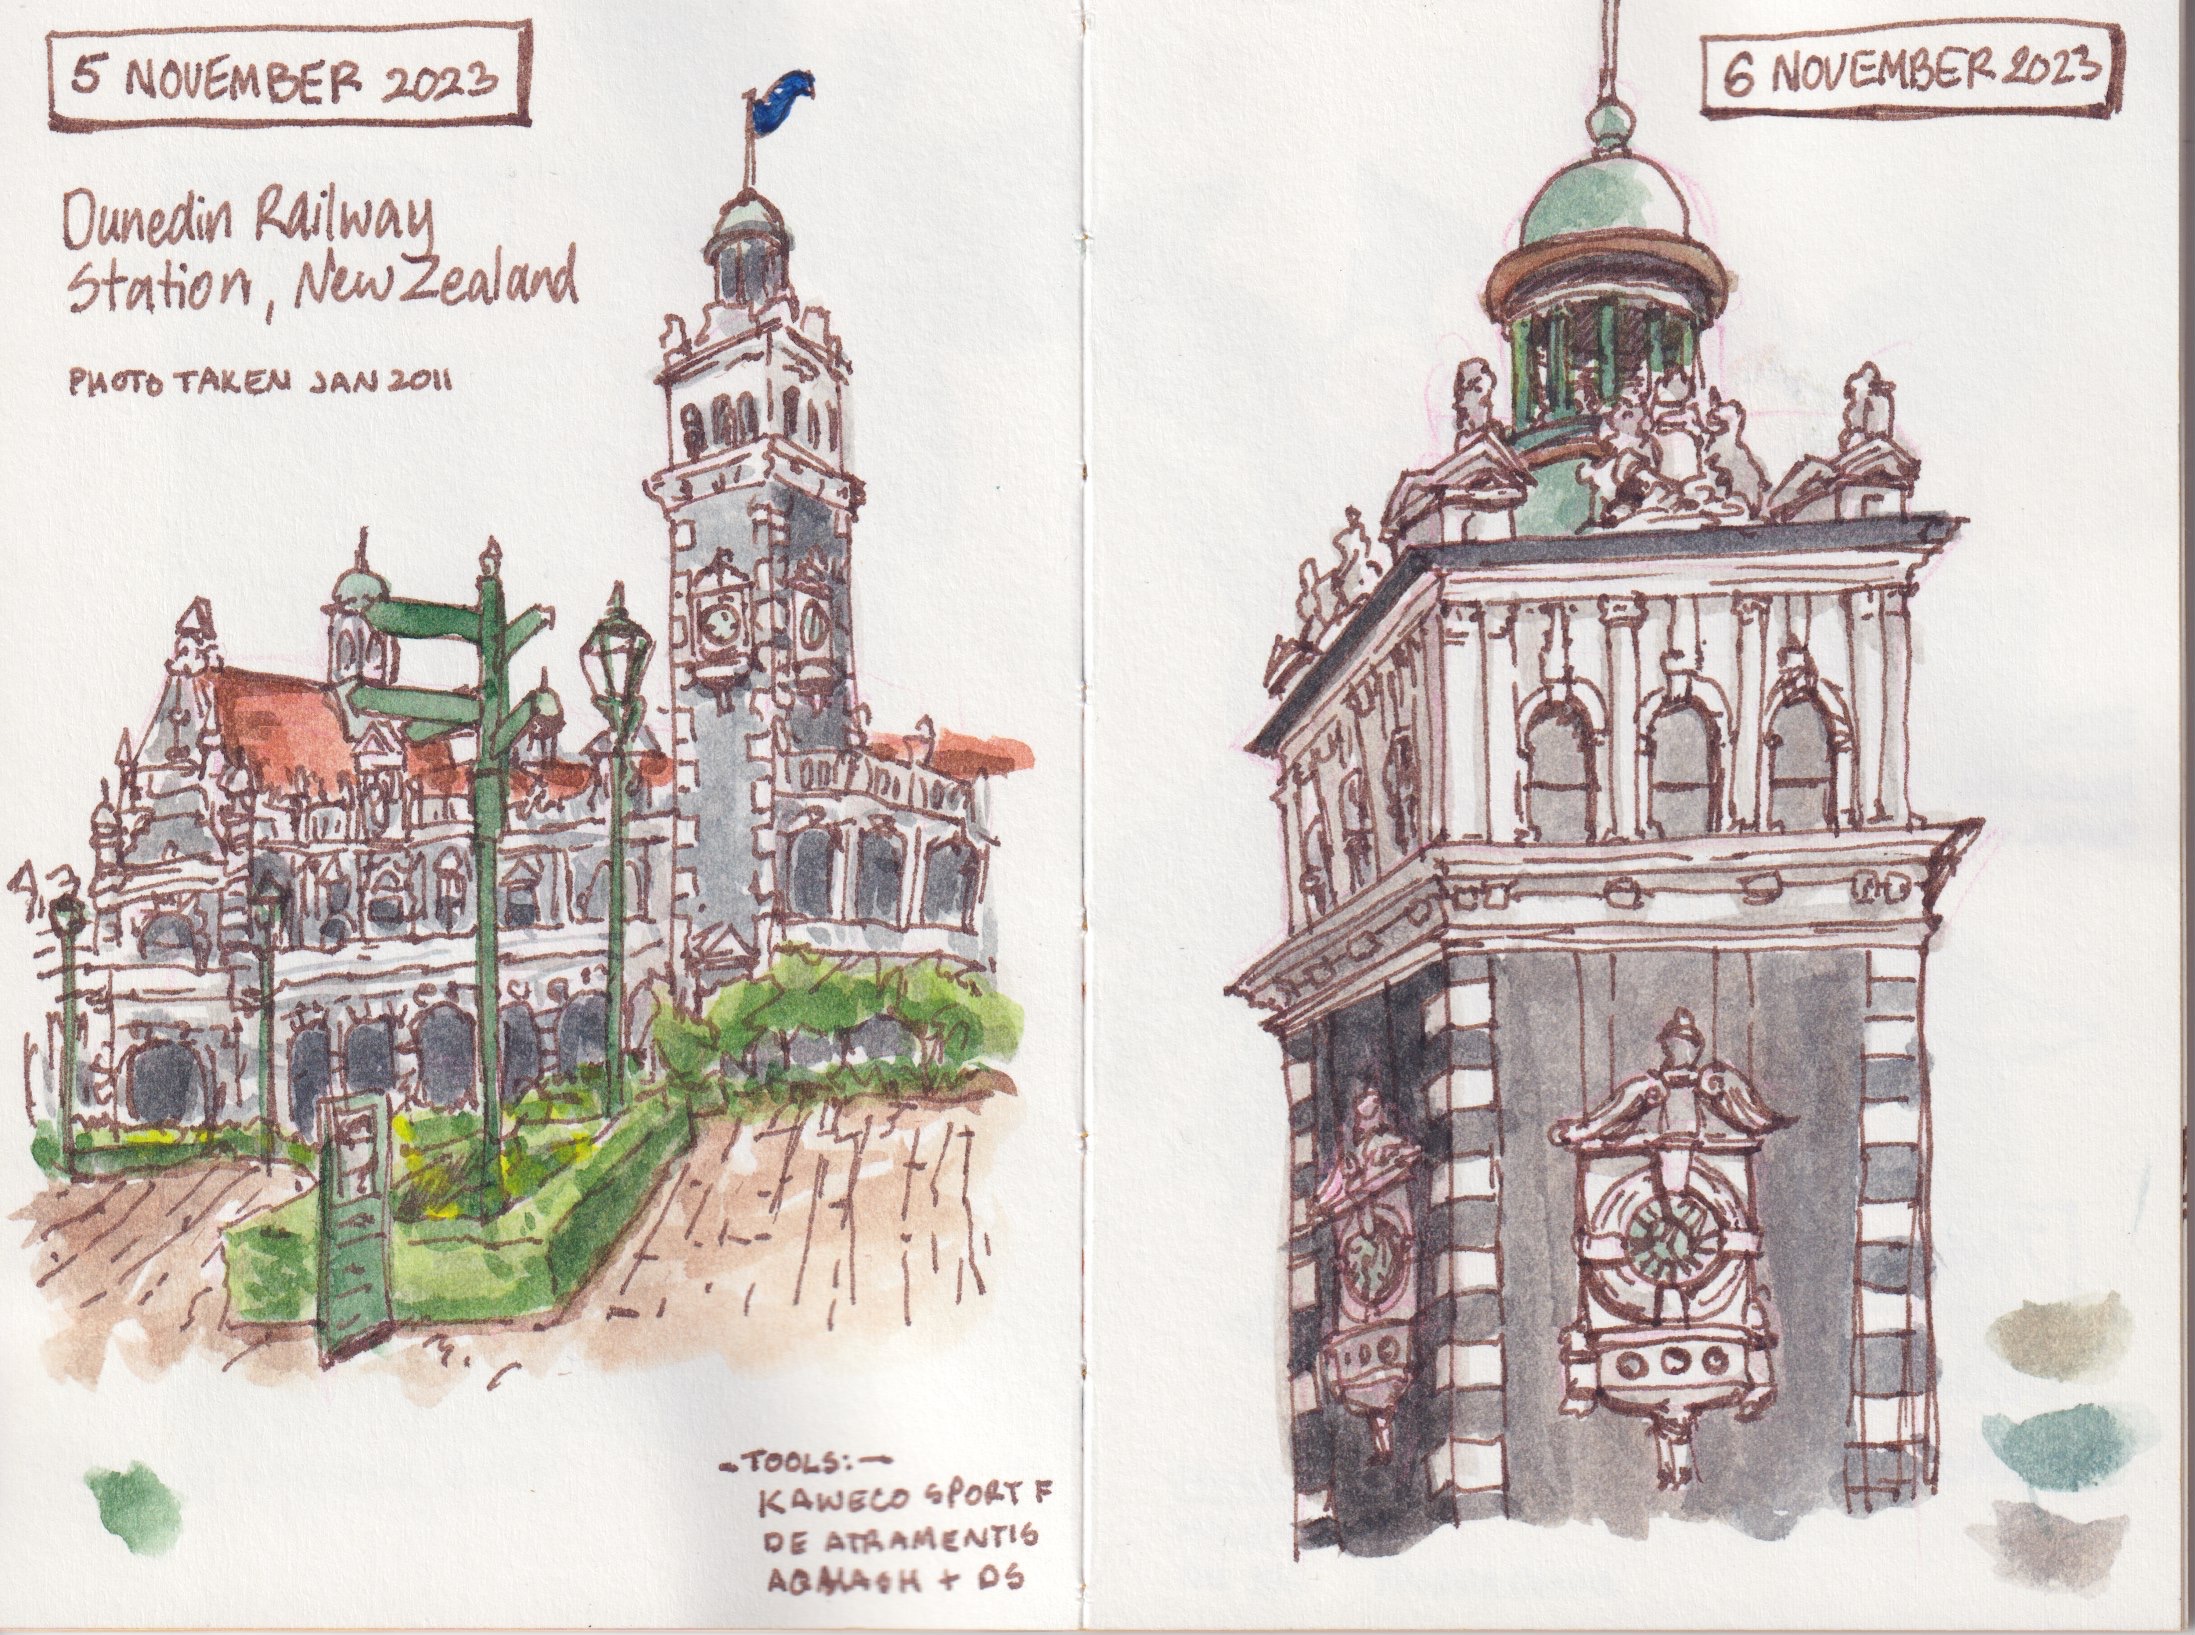 5 NOVEMBER 2023
Dunedin Railway
Station, New Zealand
PHOTO TAKEN JAN 2011
- TOOLS: -
KAWECO SPORT F
DE ATRAMENTIS
AQAUASH + DS
6 NOVEMBER 2023